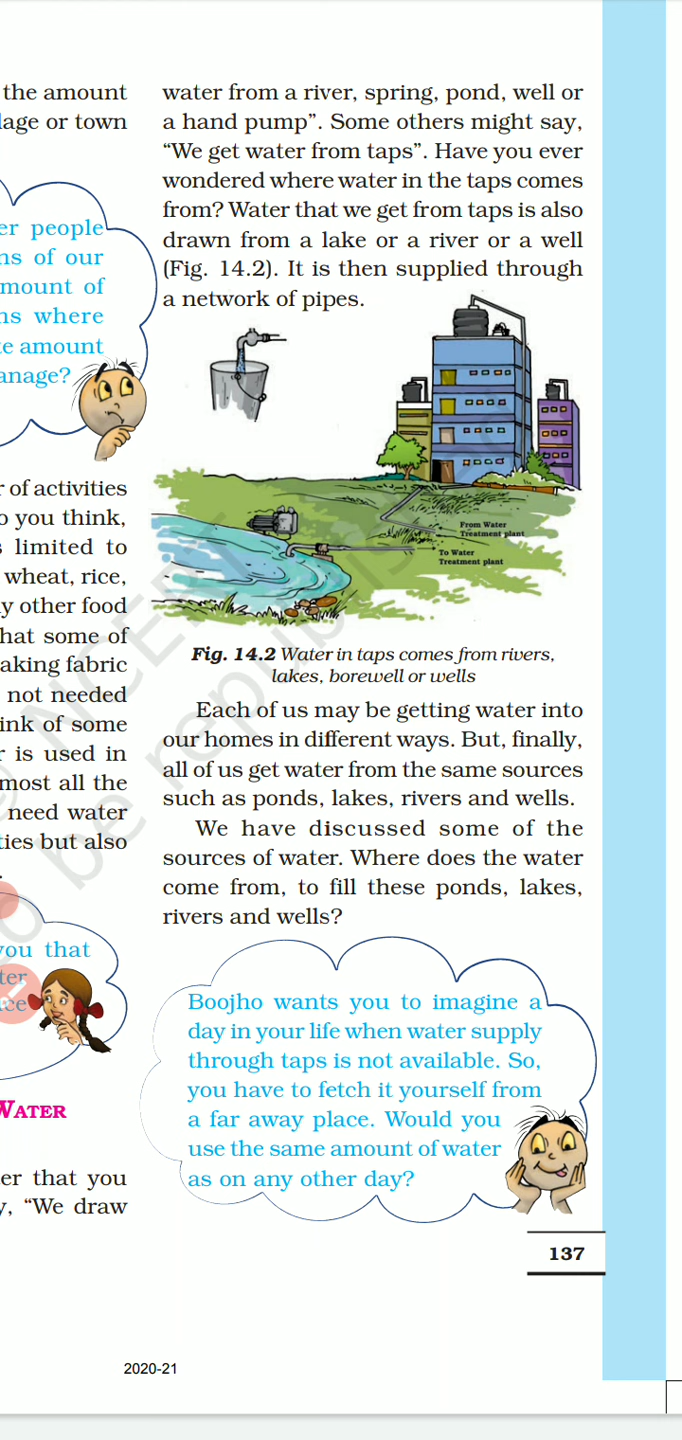 the amount
lage or town
er people
ns of our
mount of
ns where
te amount
anage?
r of activities
o you think,
s limited to
wheat, rice,
y other food
hat some of
aking fabric
not needed
ink of some
r is used in
most all the
need water
ties but also
.
you that
ter
ce
WATER
er that you
y, “We draw
water from a river, spring, pond, well or
a hand pump”. Some others might say,
“We get water from taps”. Have you ever
wondered where water in the taps comes
from? Water that we get from taps is also
drawn from a lake or a river or a well
(Fig. 14.2). It is then supplied through
a network of pipes.
From Water
Treatment plant
To Water
Treatment plant
Fig. 14.2 Water in taps comes from rivers,
lakes, borewell or wells
Each of us may be getting water into
our homes in different ways. But, finally,
all of us get water from the same sources
such as ponds, lakes, rivers and wells.
We have discussed some of the
sources of water. Where does the water
come from, to fill these ponds, lakes,
rivers and wells?
Boojho wants you to imagine a
day in your life when water supply
through taps is not available. So,
you have to fetch it yourself from
a far away place. Would you
use the same amount of water
as on any other day?
137
2020-21
© NCERT
be republis